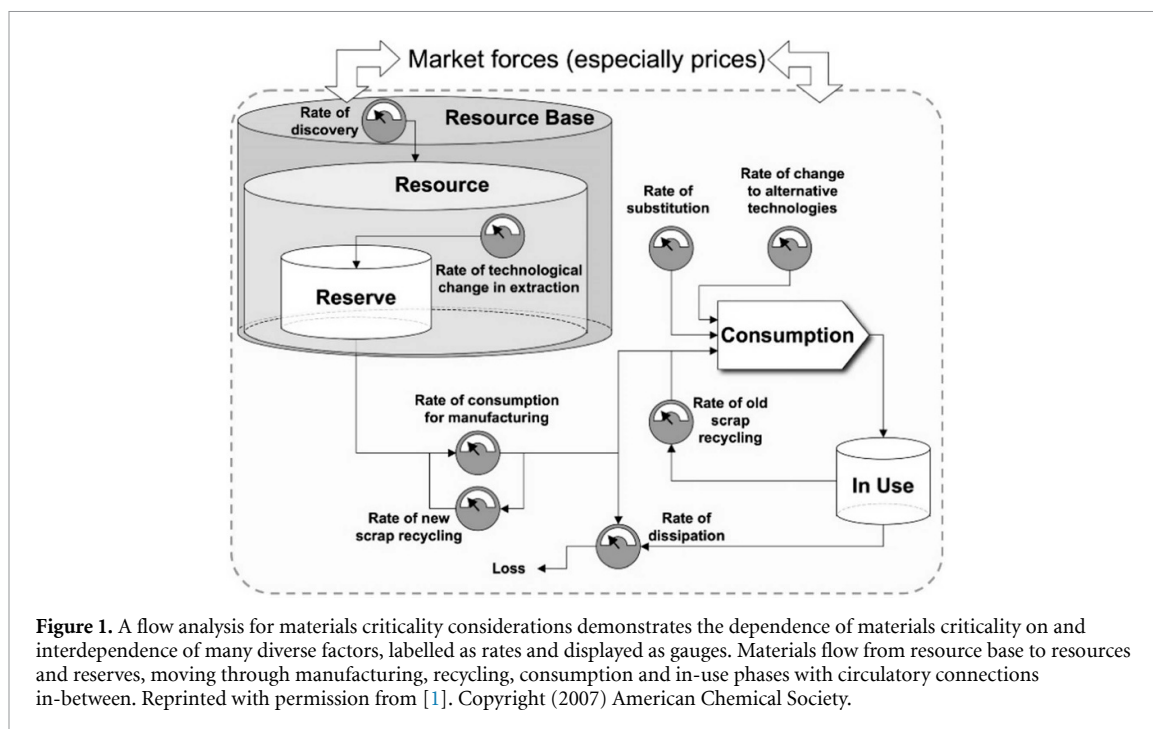 Market forces (especially prices)
Rate of
discovery
Resource Base
Resource
Rate of technological
change in extraction
Reserve
Rate of
substitution
Rate of change
to alternative
technologies
Consumption
Rate of consumption
for manufacturing
Rate of old
scrap
recycling
In Use
Rate of new
scrap recycling
Rate of
dissipation
Loss
Figure 1. A flow analysis for materials criticality considerations demonstrates the dependence of materials criticality on and
interdependence of many diverse factors, labelled as rates and displayed as gauges. Materials flow from resource base to resources
and reserves, moving through manufacturing, recycling, consumption and in-use phases with circulatory connections
in-between. Reprinted with permission from [1]. Copyright (2007) American Chemical Society.